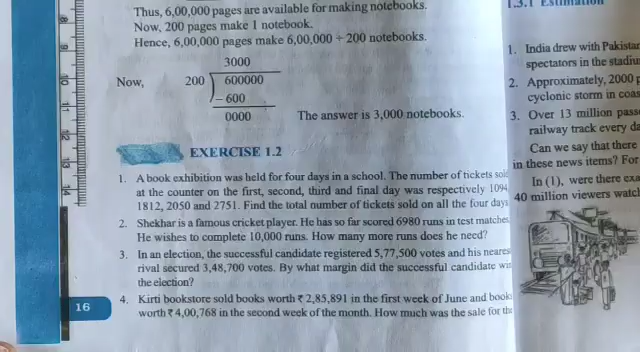 Thus, 6,00,000 pages are available for making notebooks.
Now, 200 pages make 1 notebook.
Hence, 6,00,000 pages make 6,00,000 ÷ 200 notebooks.
3000
Now, 200 600000
– 600
0000 The answer is 3,000 notebooks.
EXERCISE 1.2
1. A book exhibition was held for four days in a school. The number of tickets sold
at the counter on the first, second, third and final day was respectively 1094,
1812, 2050 and 2751. Find the total number of tickets sold on all the four days
2. Shekhar is a famous cricket player. He has so far scored 6980 runs in test matches.
He wishes to complete 10,000 runs. How many more runs does he need?
3. In an election, the successful candidate registered 5,77,500 votes and his neares
rival secured 3,48,700 votes. By what margin did the successful candidate win
the election?
4. Kirti bookstore sold books worth ₹ 2,85,891 in the first week of June and books
worth ₹ 4,00,768 in the second week of the month. How much was the sale for the
16
1.3.1 Estimation
1. India drew with Pakistan
spectators in the stadium
2. Approximately, 2000 p
cyclonic storm in coas
3. Over 13 million pass
railway track every da
Can we say that there
in these news items? For
In (1), were there exa
40 million viewers watch